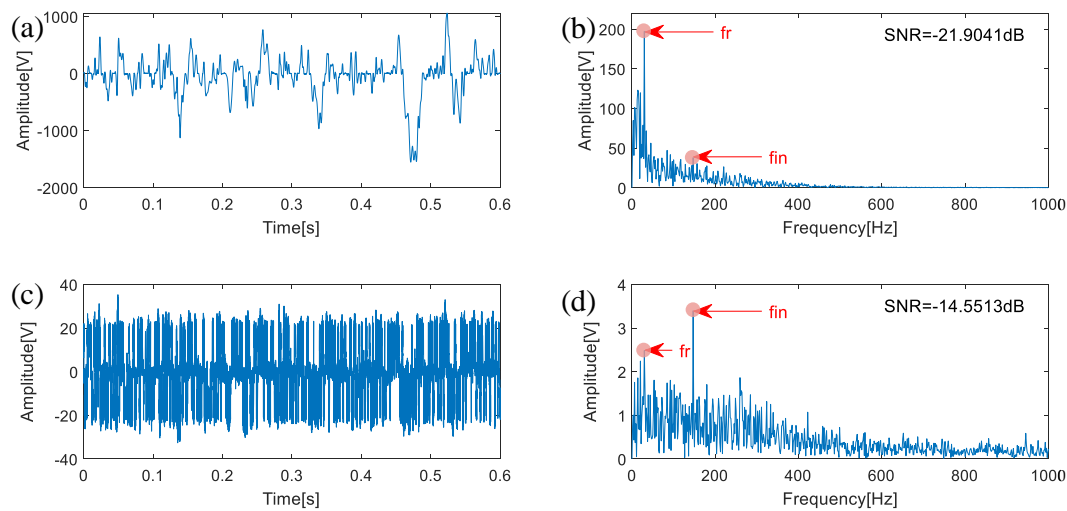 (a)
1000
0
-1000
-2000
Amplitude[V]
0 0.1 0.2 0.3 0.4 0.5 0.6
Time[s]
(b)
200
150
100
50
0
Amplitude[V]
fr
fin
SNR=-21.9041dB
0 200 400 600 800 1000
Frequency[Hz]
(c)
40
20
0
-20
-40
Amplitude[V]
0 0.1 0.2 0.3 0.4 0.5 0.6
Time[s]
(d)
4
3
2
1
0
Amplitude[V]
SNR=-14.5513dB
fin
fr
0 200 400 600 800 1000
Frequency[Hz]